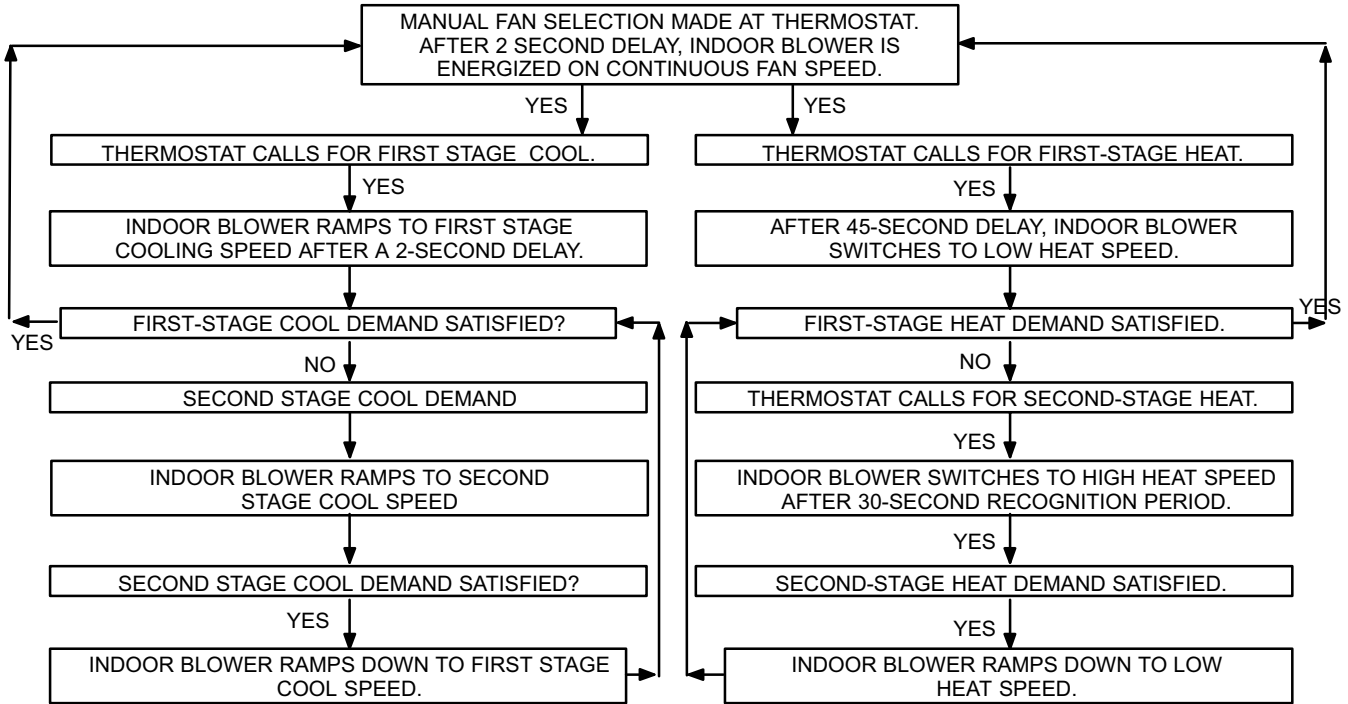 MANUAL FAN SELECTION MADE AT THERMOSTAT.
AFTER 2 SECOND DELAY, INDOOR BLOWER IS
ENERGIZED ON CONTINUOUS FAN SPEED.
YES
YES
THERMOSTAT CALLS FOR FIRST STAGE COOL.
YES
INDOOR BLOWER RAMPS TO FIRST STAGE
COOLING SPEED AFTER A 2-SECOND DELAY.
FIRST-STAGE COOL DEMAND SATISFIED?
YES
NO
SECOND STAGE COOL DEMAND
INDOOR BLOWER RAMPS TO SECOND
STAGE COOL SPEED
SECOND STAGE COOL DEMAND SATISFIED?
YES
INDOOR BLOWER RAMPS DOWN TO FIRST STAGE
COOL SPEED.
THERMOSTAT CALLS FOR FIRST-STAGE HEAT.
YES
AFTER 45-SECOND DELAY, INDOOR BLOWER
SWITCHES TO LOW HEAT SPEED.
FIRST-STAGE HEAT DEMAND SATISFIED.
YES
NO
THERMOSTAT CALLS FOR SECOND-STAGE HEAT.
YES
INDOOR BLOWER SWITCHES TO HIGH HEAT SPEED
AFTER 30-SECOND RECOGNITION PERIOD.
YES
SECOND-STAGE HEAT DEMAND SATISFIED.
YES
INDOOR BLOWER RAMPS DOWN TO LOW
HEAT SPEED.